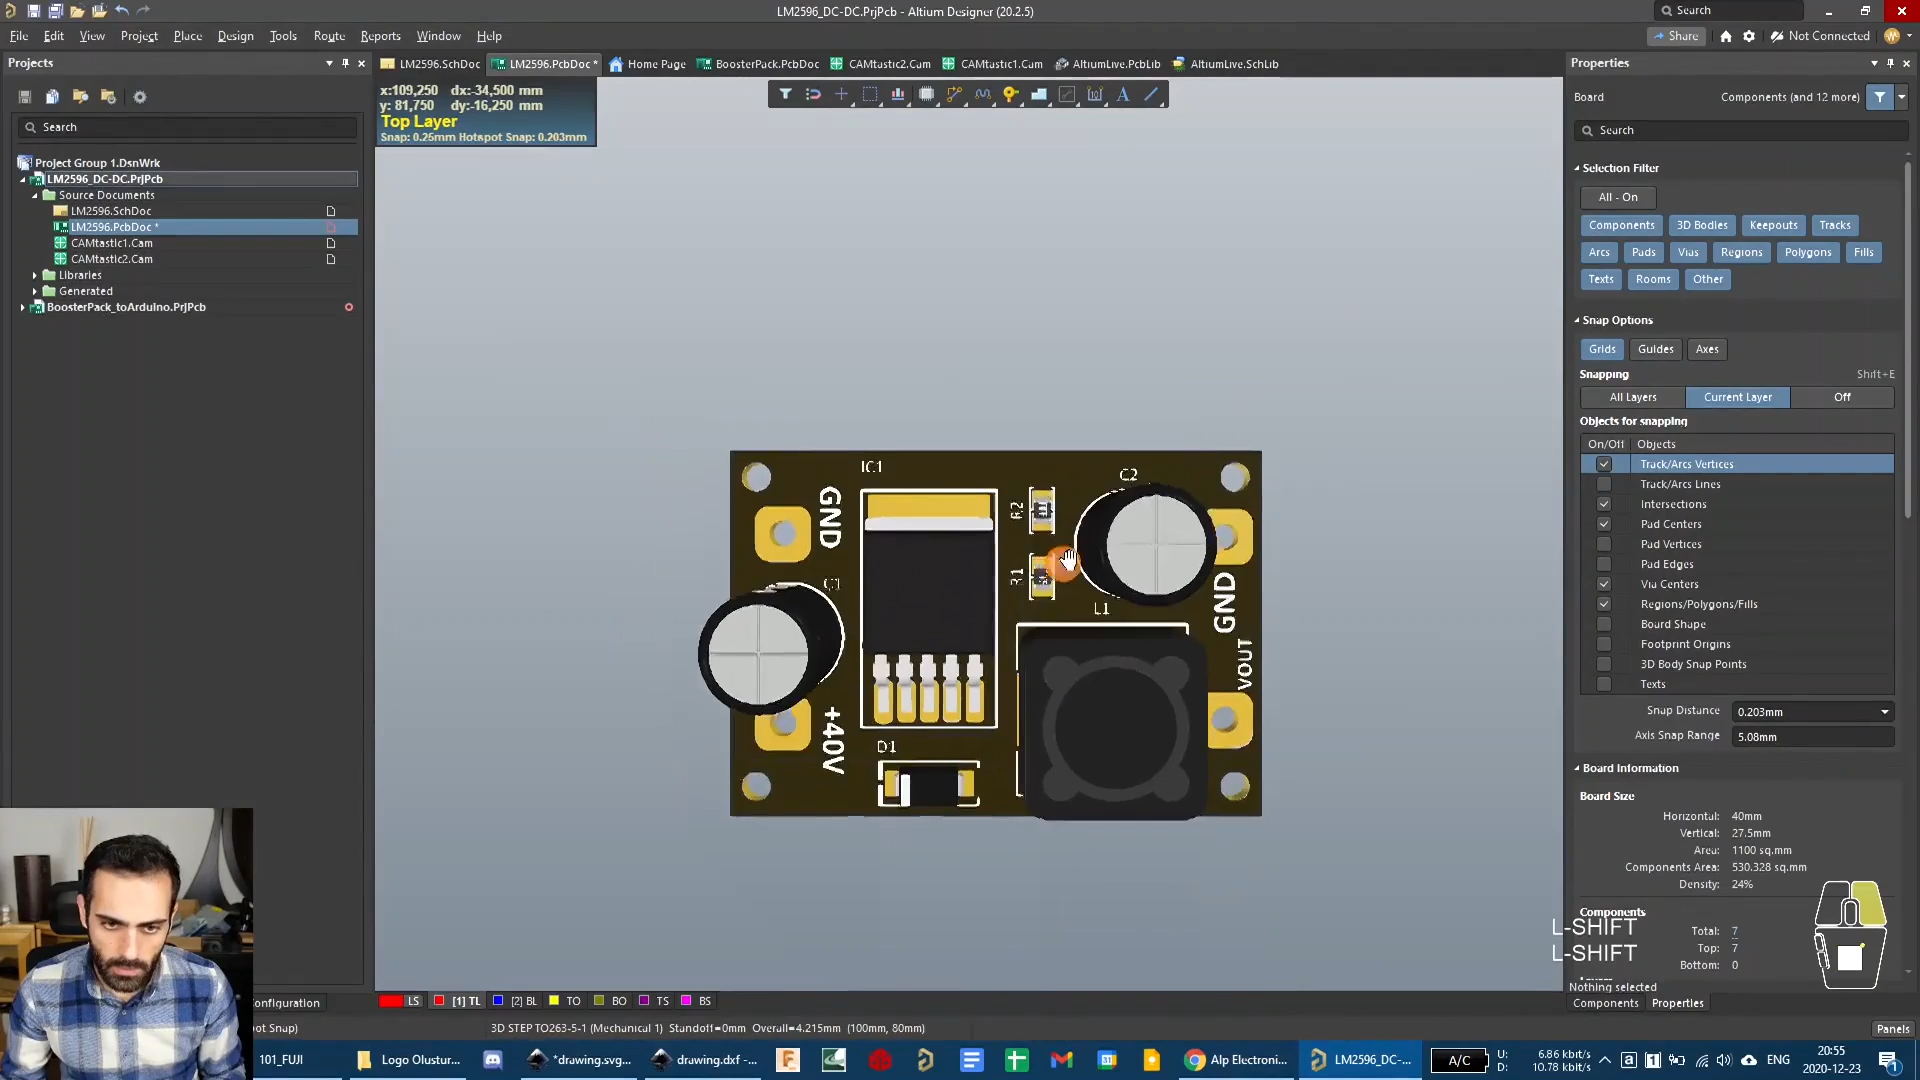 LM2596_DC-DC.PrjPcb - Altium Designer (20.2.5)
Search
File Edit View Project Place Design Tools Route Reports Window Help
Share
Not Connected
Projects
LM2596.SchDoc
LM2596.PcbDoc *
Home Page
BoosterPack.PcbDoc
CAMtastic2.Cam
CAMtastic1.Cam
AltiumLive.PcbLib
AltiumLive.SchLib
Properties
x:109,250 dx:-34,500 mm
y: 81,750 dy:-16,250 mm
Top Layer
Snap: 0.25mm Hotspot Snap: 0.203mm
Board
Components (and 12 more)
Search
Search
Project Group 1.DsnWrk
LM2596_DC-DC.PrjPcb
Source Documents
LM2596.SchDoc
LM2596.PcbDoc *
CAMtastic1.Cam
CAMtastic2.Cam
Libraries
Generated
BoosterPack_toArduino.PrjPcb
IC1
GND
C1
+40V
D1
R2
R1
C2
L1
GND
VOUT
Selection Filter
All - On
Components 3D Bodies Keepouts Tracks
Arcs Pads Vias Regions Polygons Fills
Texts Rooms Other
Snap Options
Grids Guides Axes
Snapping Shift+E
All Layers Current Layer Off
Objects for snapping
On/Off Objects
Track/Arcs Vertices
Track/Arcs Lines
Intersections
Pad Centers
Pad Vertices
Pad Edges
Via Centers
Regions/Polygons/Fills
Board Shape
Footprint Origins
3D Body Snap Points
Texts
Snap Distance 0.203mm
Axis Snap Range 5.08mm
Board Information
Board Size
Horizontal: 40mm
Vertical: 27.5mm
Area: 1100 sq.mm
Components Area: 530.328 sq.mm
Density: 24%
Components
Total: 7
Top: 7
Bottom: 0
L-SHIFT
L-SHIFT
Nothing selected
Components Properties
onfiguration
LS [1] TL [2] BL TO BO TS BS
ot Snap)
3D STEP TO263-5-1 (Mechanical 1) Standoff=0mm Overall=4.215mm (100mm, 80mm)
Panels
101_FUJI
Logo Olustur...
*drawing.svg...
drawing.dxf -...
Alp Electroni...
LM2596_DC-...
A/C
U: 6.86 kbit/s
D: 10.78 kbit/s
ENG
20:55
2020-12-23